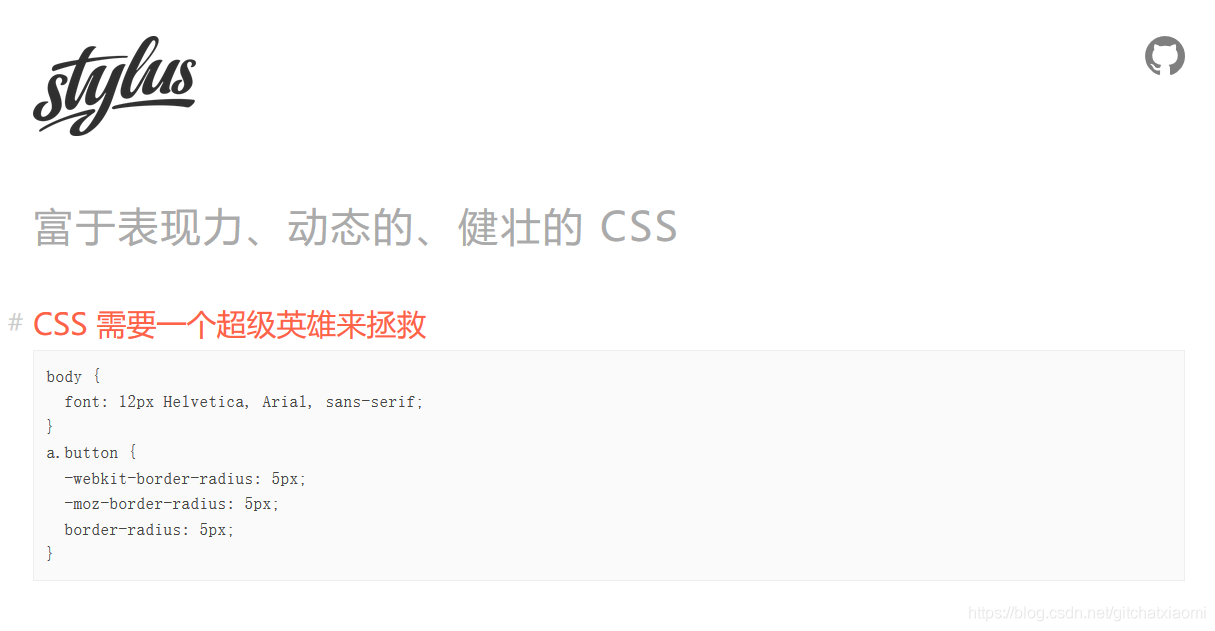 stylus
富于表现力、动态的、健壮的 CSS
# CSS 需要一个超级英雄来拯救
body {
  font: 12px Helvetica, Arial, sans-serif;
}
a.button {
  -webkit-border-radius: 5px;
  -moz-border-radius: 5px;
  border-radius: 5px;
}
https://blog.csdn.net/gitchatxiaomi